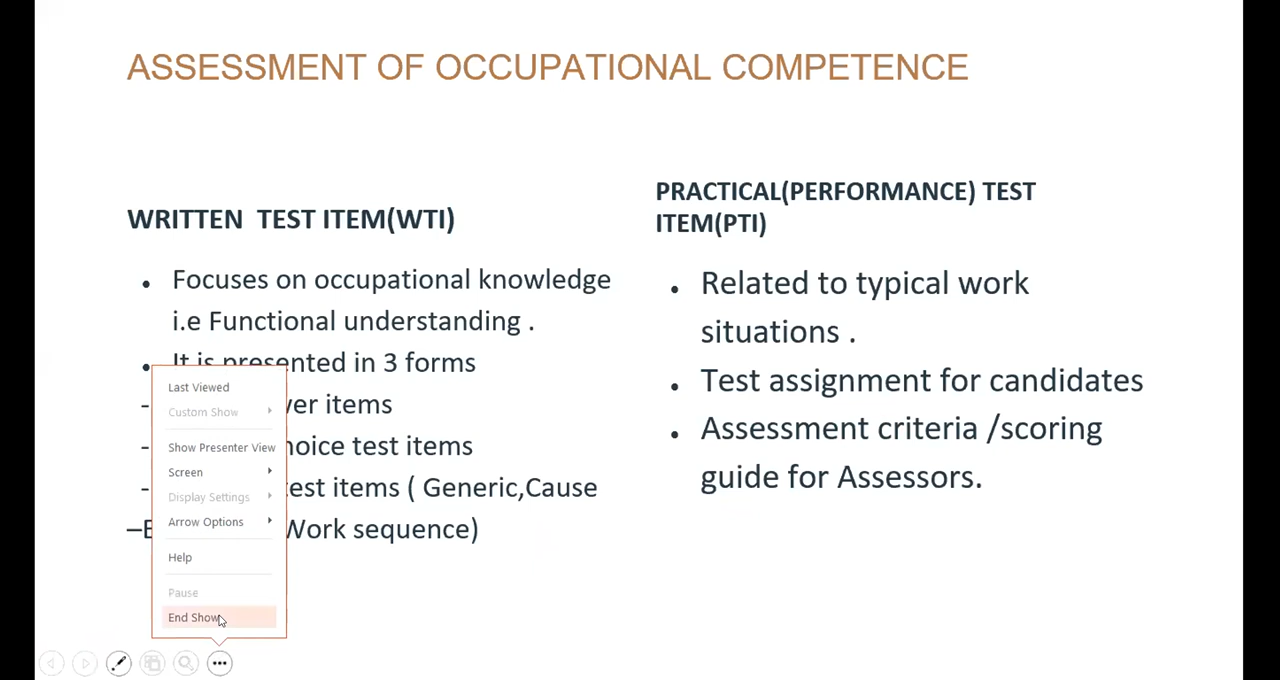 ASSESSMENT OF OCCUPATIONAL COMPETENCE
WRITTEN TEST ITEM(WTI)
• Focuses on occupational knowledge
i.e Functional understanding .
• It is presented in 3 forms
- items
- test items
- test items ( Generic,Cause
– Work sequence)
PRACTICAL(PERFORMANCE) TEST
ITEM(PTI)
• Related to typical work
situations .
• Test assignment for candidates
• Assessment criteria /scoring
guide for Assessors.
Last Viewed
Custom Show
Show Presenter View
Screen
Display Settings
Arrow Options
Help
Pause
End Show